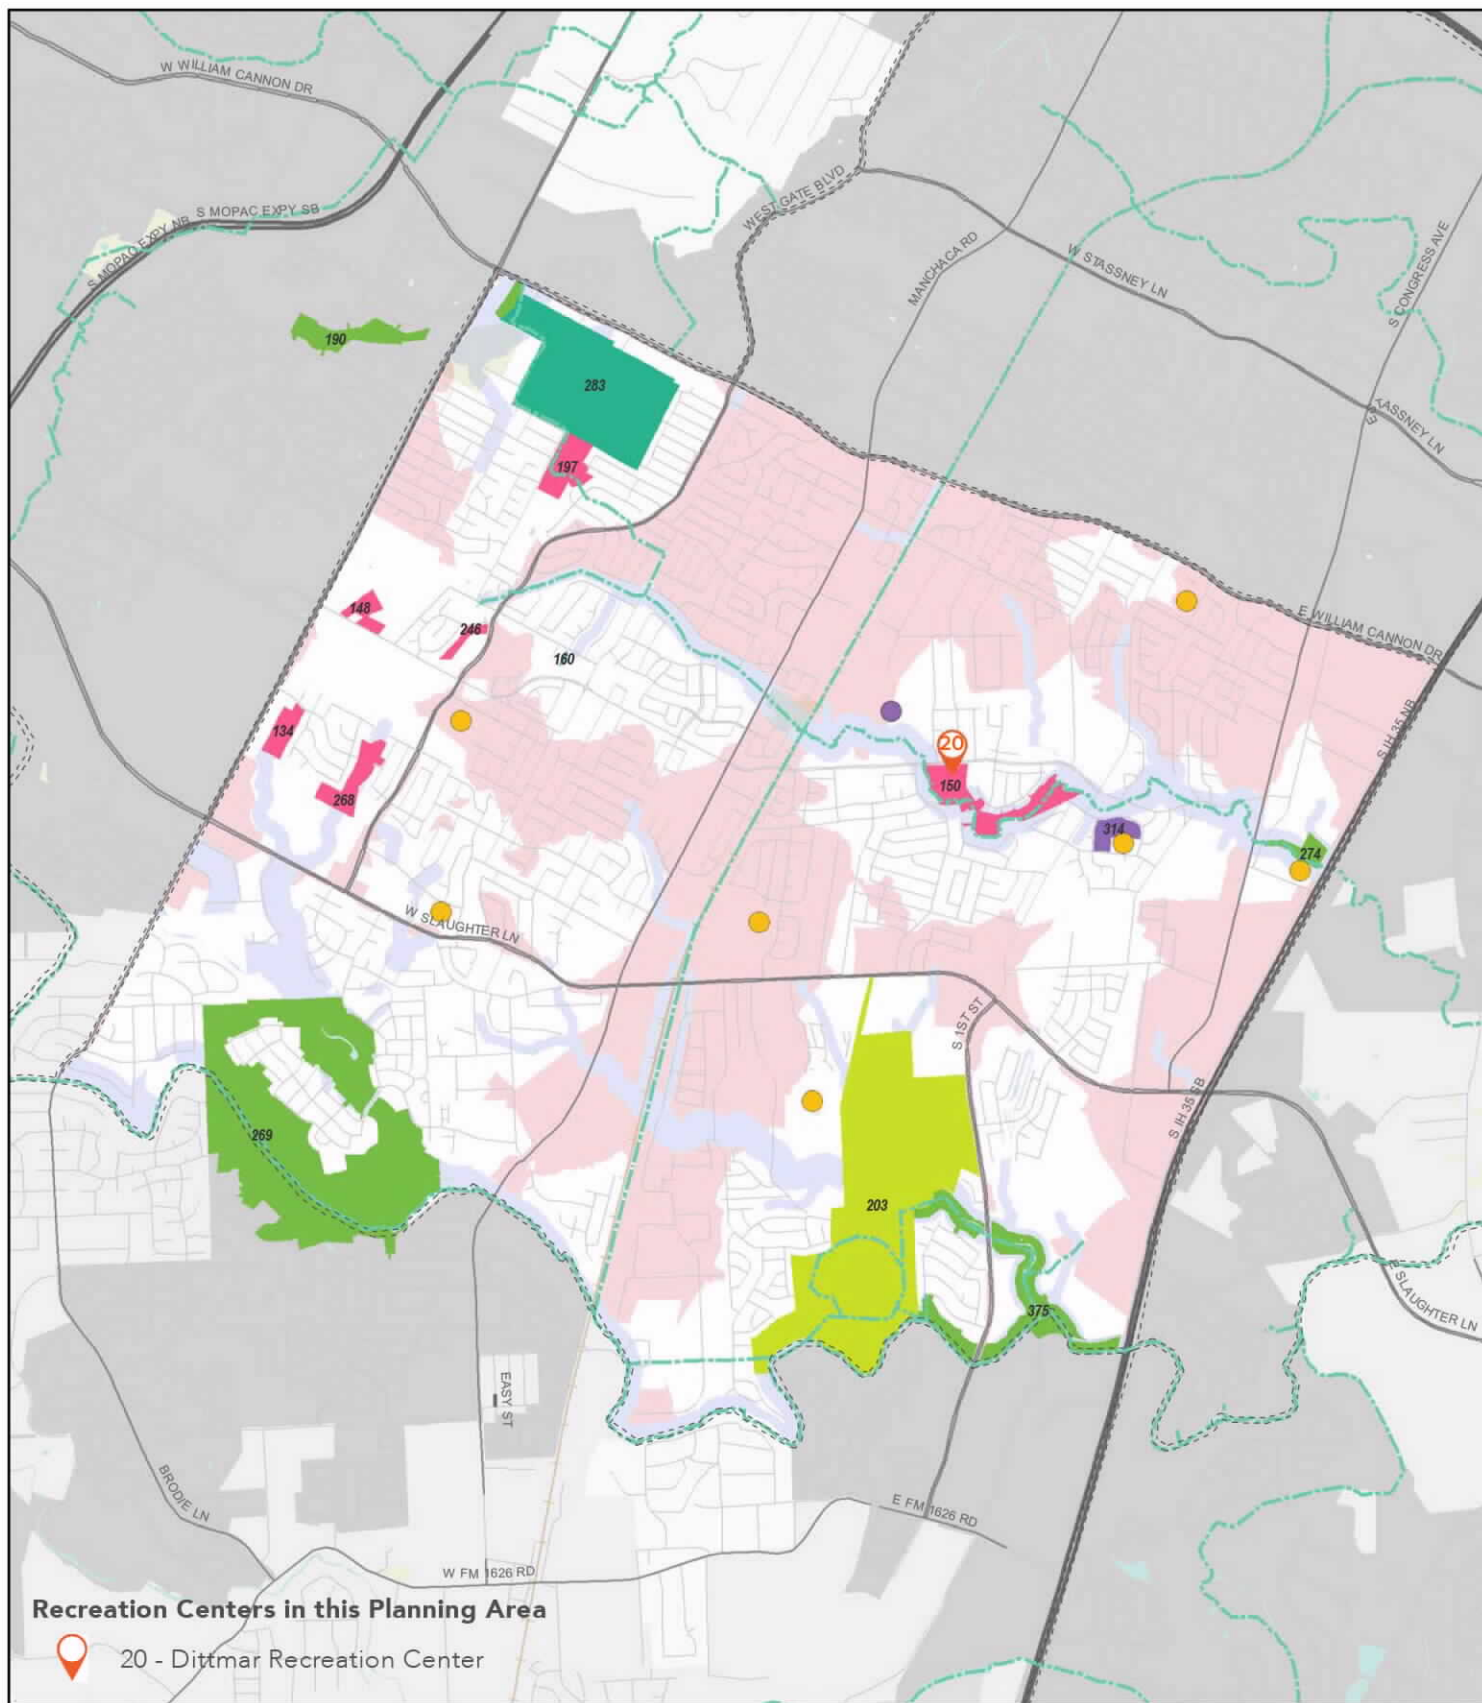 W WILLIAM CANNON DR
S MOPAC EXPY SB
S MOPAC EXPY NB
WEST GATE BLVD
MANCHACA RD
W STASSNEY LN
S CONGRESS AVE
190
283
197
148
246
160
E WILLIAM CANNON DR
134
268
20
150
S IH 35 NB
314
274
W SLAUGHTER LN
S 1ST ST
S IH 35 SB
269
203
375
E SLAUGHTER LN
EASY ST
BRODIE LN
E FM 1626 RD
W FM 1626 RD
Recreation Centers in this Planning Area
20 - Dittmar Recreation Center